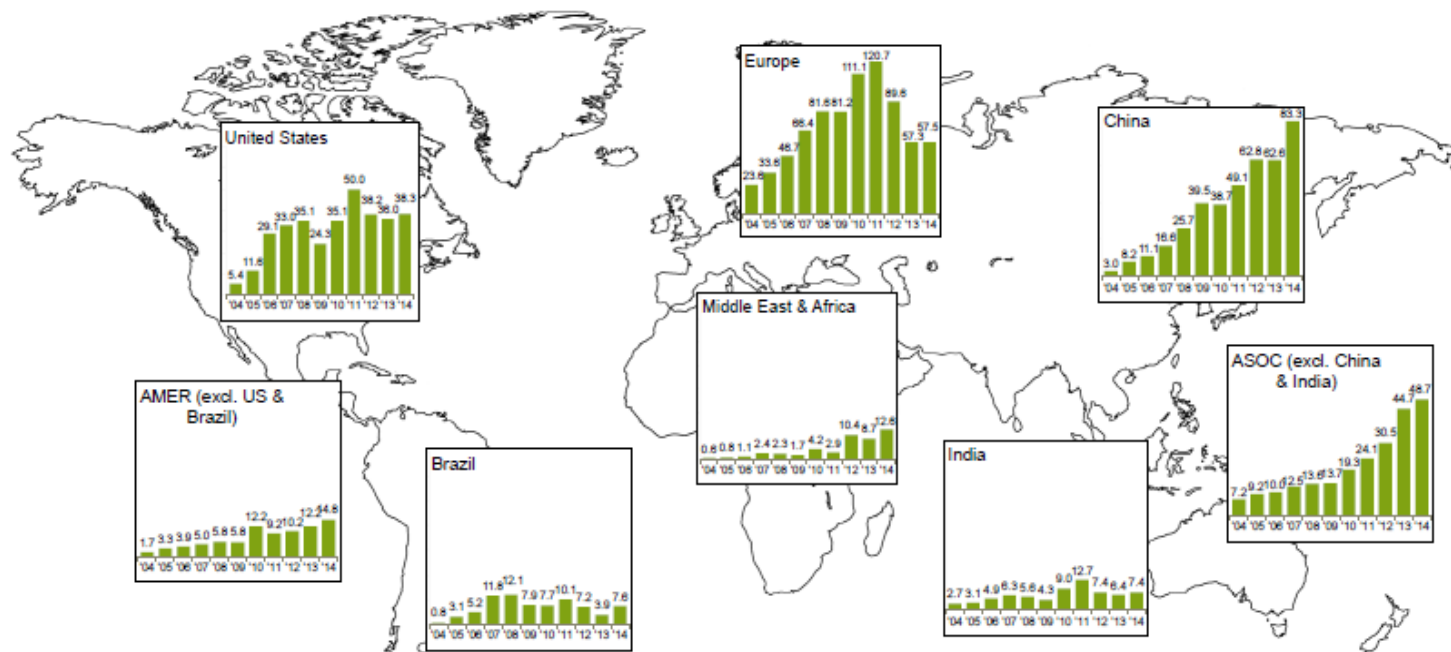 Europe
23.6 33.6 46.7 66.4 81.6 81.2 111.1 120.7 89.6 57.3 57.5
'04 '05 '06 '07 '08 '09 '10 '11 '12 '13 '14
China
3.0 8.2 11.1 16.6 25.7 39.5 38.7 49.1 62.8 62.6 83.3
'04 '05 '06 '07 '08 '09 '10 '11 '12 '13 '14
United States
5.4 11.6 29.1 33.0 35.1 24.3 35.1 50.0 38.2 36.0 38.3
'04 '05 '06 '07 '08 '09 '10 '11 '12 '13 '14
Middle East & Africa
0.6 0.8 1.1 2.4 2.3 1.7 4.2 2.9 10.4 8.7 12.6
'04 '05 '06 '07 '08 '09 '10 '11 '12 '13 '14
ASOC (excl. China
& India)
7.2 9.2 10.0 12.5 13.6 13.7 19.3 24.1 30.5 44.7 48.7
'04 '05 '06 '07 '08 '09 '10 '11 '12 '13 '14
AMER (excl. US &
Brazil)
1.7 3.3 3.9 5.0 5.8 5.8 12.2 9.2 10.2 12.2 14.8
'04 '05 '06 '07 '08 '09 '10 '11 '12 '13 '14
Brazil
0.8 3.1 5.2 11.8 12.1 7.9 7.7 10.1 7.2 3.9 7.6
'04 '05 '06 '07 '08 '09 '10 '11 '12 '13 '14
India
2.7 3.1 4.9 6.3 5.6 4.3 9.0 12.7 7.4 6.4 7.4
'04 '05 '06 '07 '08 '09 '10 '11 '12 '13 '14